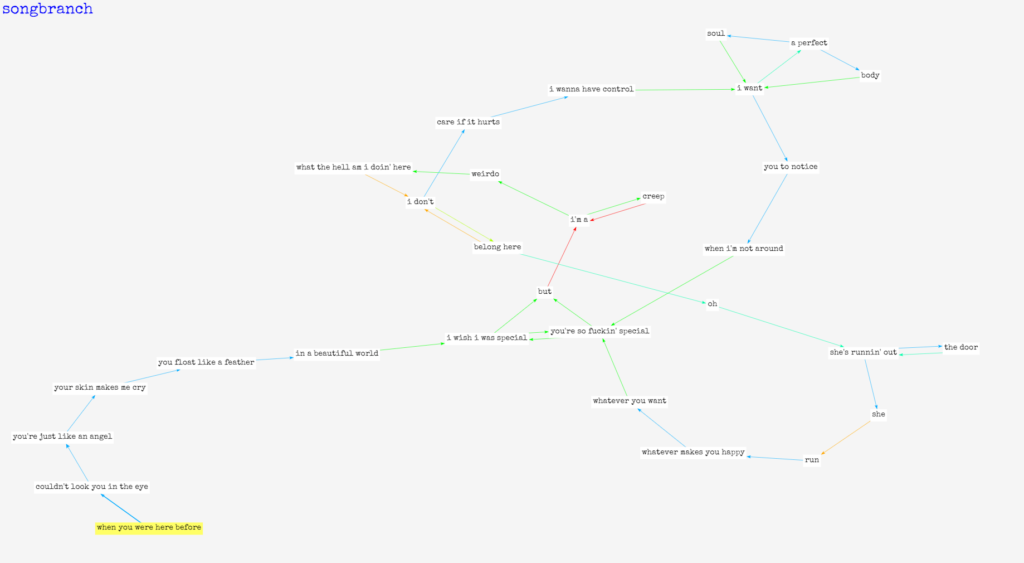 songbranch
soul
a perfect
body
i wanna have control
i want
care if it hurts
what the hell am i doin' here
weirdo
you to notice
creep
i don't
i'm a
belong here
when i'm not around
but
oh
you're so fuckin' special
i wish i was special
in a beautiful world
she's runnin' out
the door
you float like a feather
your skin makes me cry
whatever you want
she
you're just like an angel
whatever makes you happy
run
couldn't look you in the eye
when you were here before